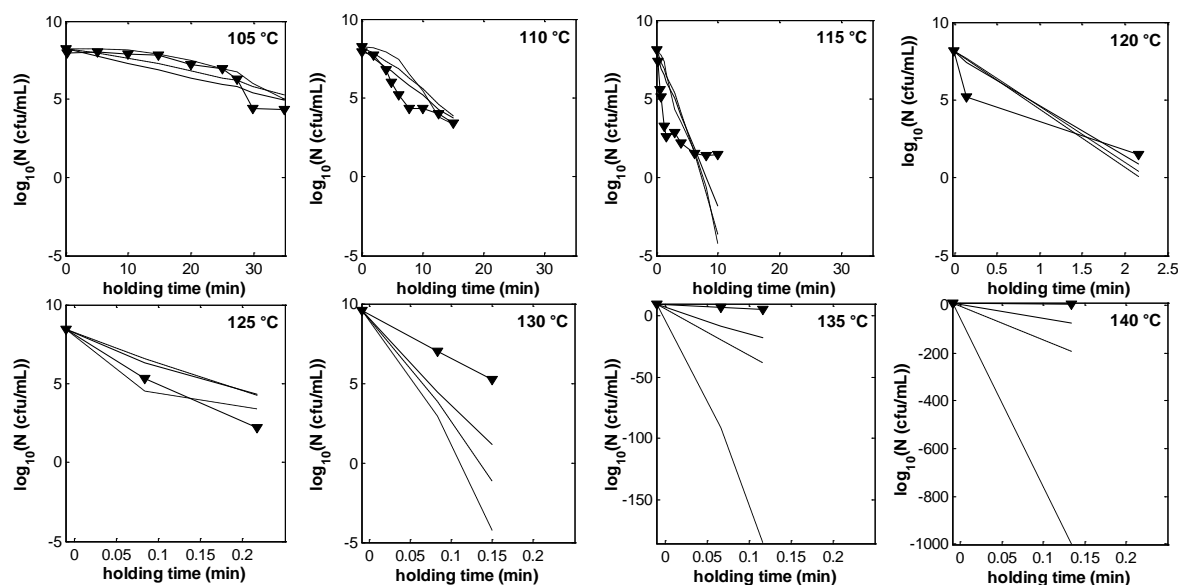 105 °C
log10(N (cfu/mL))
10
5
0
-5
0 10 20 30
holding time (min)
110 °C
log10(N (cfu/mL))
10
5
0
-5
0 10 20 30
holding time (min)
115 °C
log10(N (cfu/mL))
10
5
0
-5
0 10 20 30
holding time (min)
120 °C
log10(N (cfu/mL))
10
5
0
-5
0 0.5 1 1.5 2 2.5
holding time (min)
125 °C
log10(N (cfu/mL))
10
5
0
-5
0 0.05 0.1 0.15 0.2
holding time (min)
130 °C
log10(N (cfu/mL))
10
5
0
-5
0 0.05 0.1 0.15 0.2
holding time (min)
135 °C
log10(N (cfu/mL))
0
-50
-100
-150
0 0.05 0.1 0.15 0.2
holding time (min)
140 °C
log10(N (cfu/mL))
0
-200
-400
-600
-800
-1000
0 0.05 0.1 0.15 0.2
holding time (min)